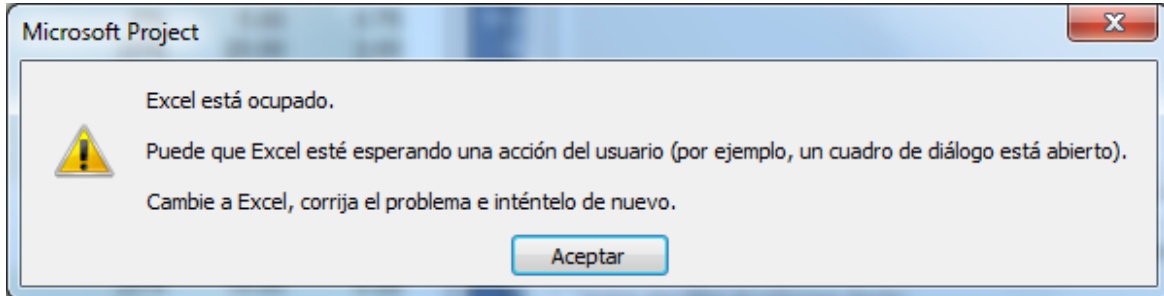 Microsoft Project
Excel está ocupado.
Puede que Excel esté esperando una acción del usuario (por ejemplo, un cuadro de diálogo está abierto).
Cambie a Excel, corrija el problema e inténtelo de nuevo.
Aceptar